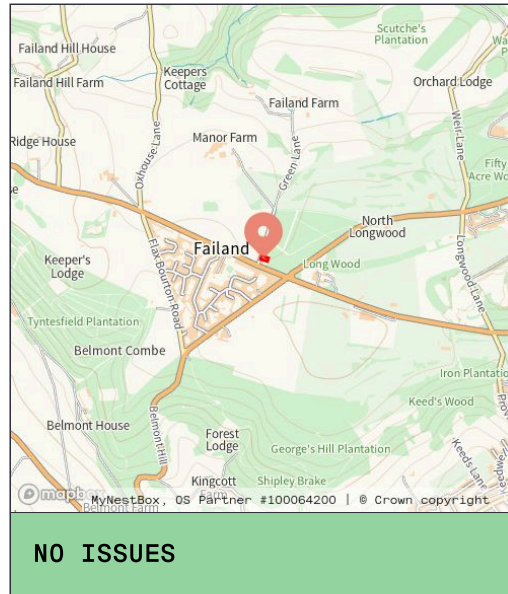 Scutche's
Plantation
Failand Hill House
Keepers
Cottage
Failand Hill Farm
Orchard Lodge
Failand Farm
Manor Farm
Weir Lane
Ridge House
Oxhouse Lane
Green Lane
Fifty
Acre Wo
North
Longwood
Failand
Keeper's
Lodge
Flax Bourton Road
Long Wood
Longwood Lane
Tyntesfield Plantation
Belmont Combe
Iron Plantatio
Keed's Wood
Belmont House
Belmont Hill
Forest
Lodge
George's Hill Plantation
Keeds Lane
Kingcott
Farm
Shipley Brake
mapbox
MyNestBox, OS Partner #100064200 | © Crown copyright
Belmont Farm
NO ISSUES